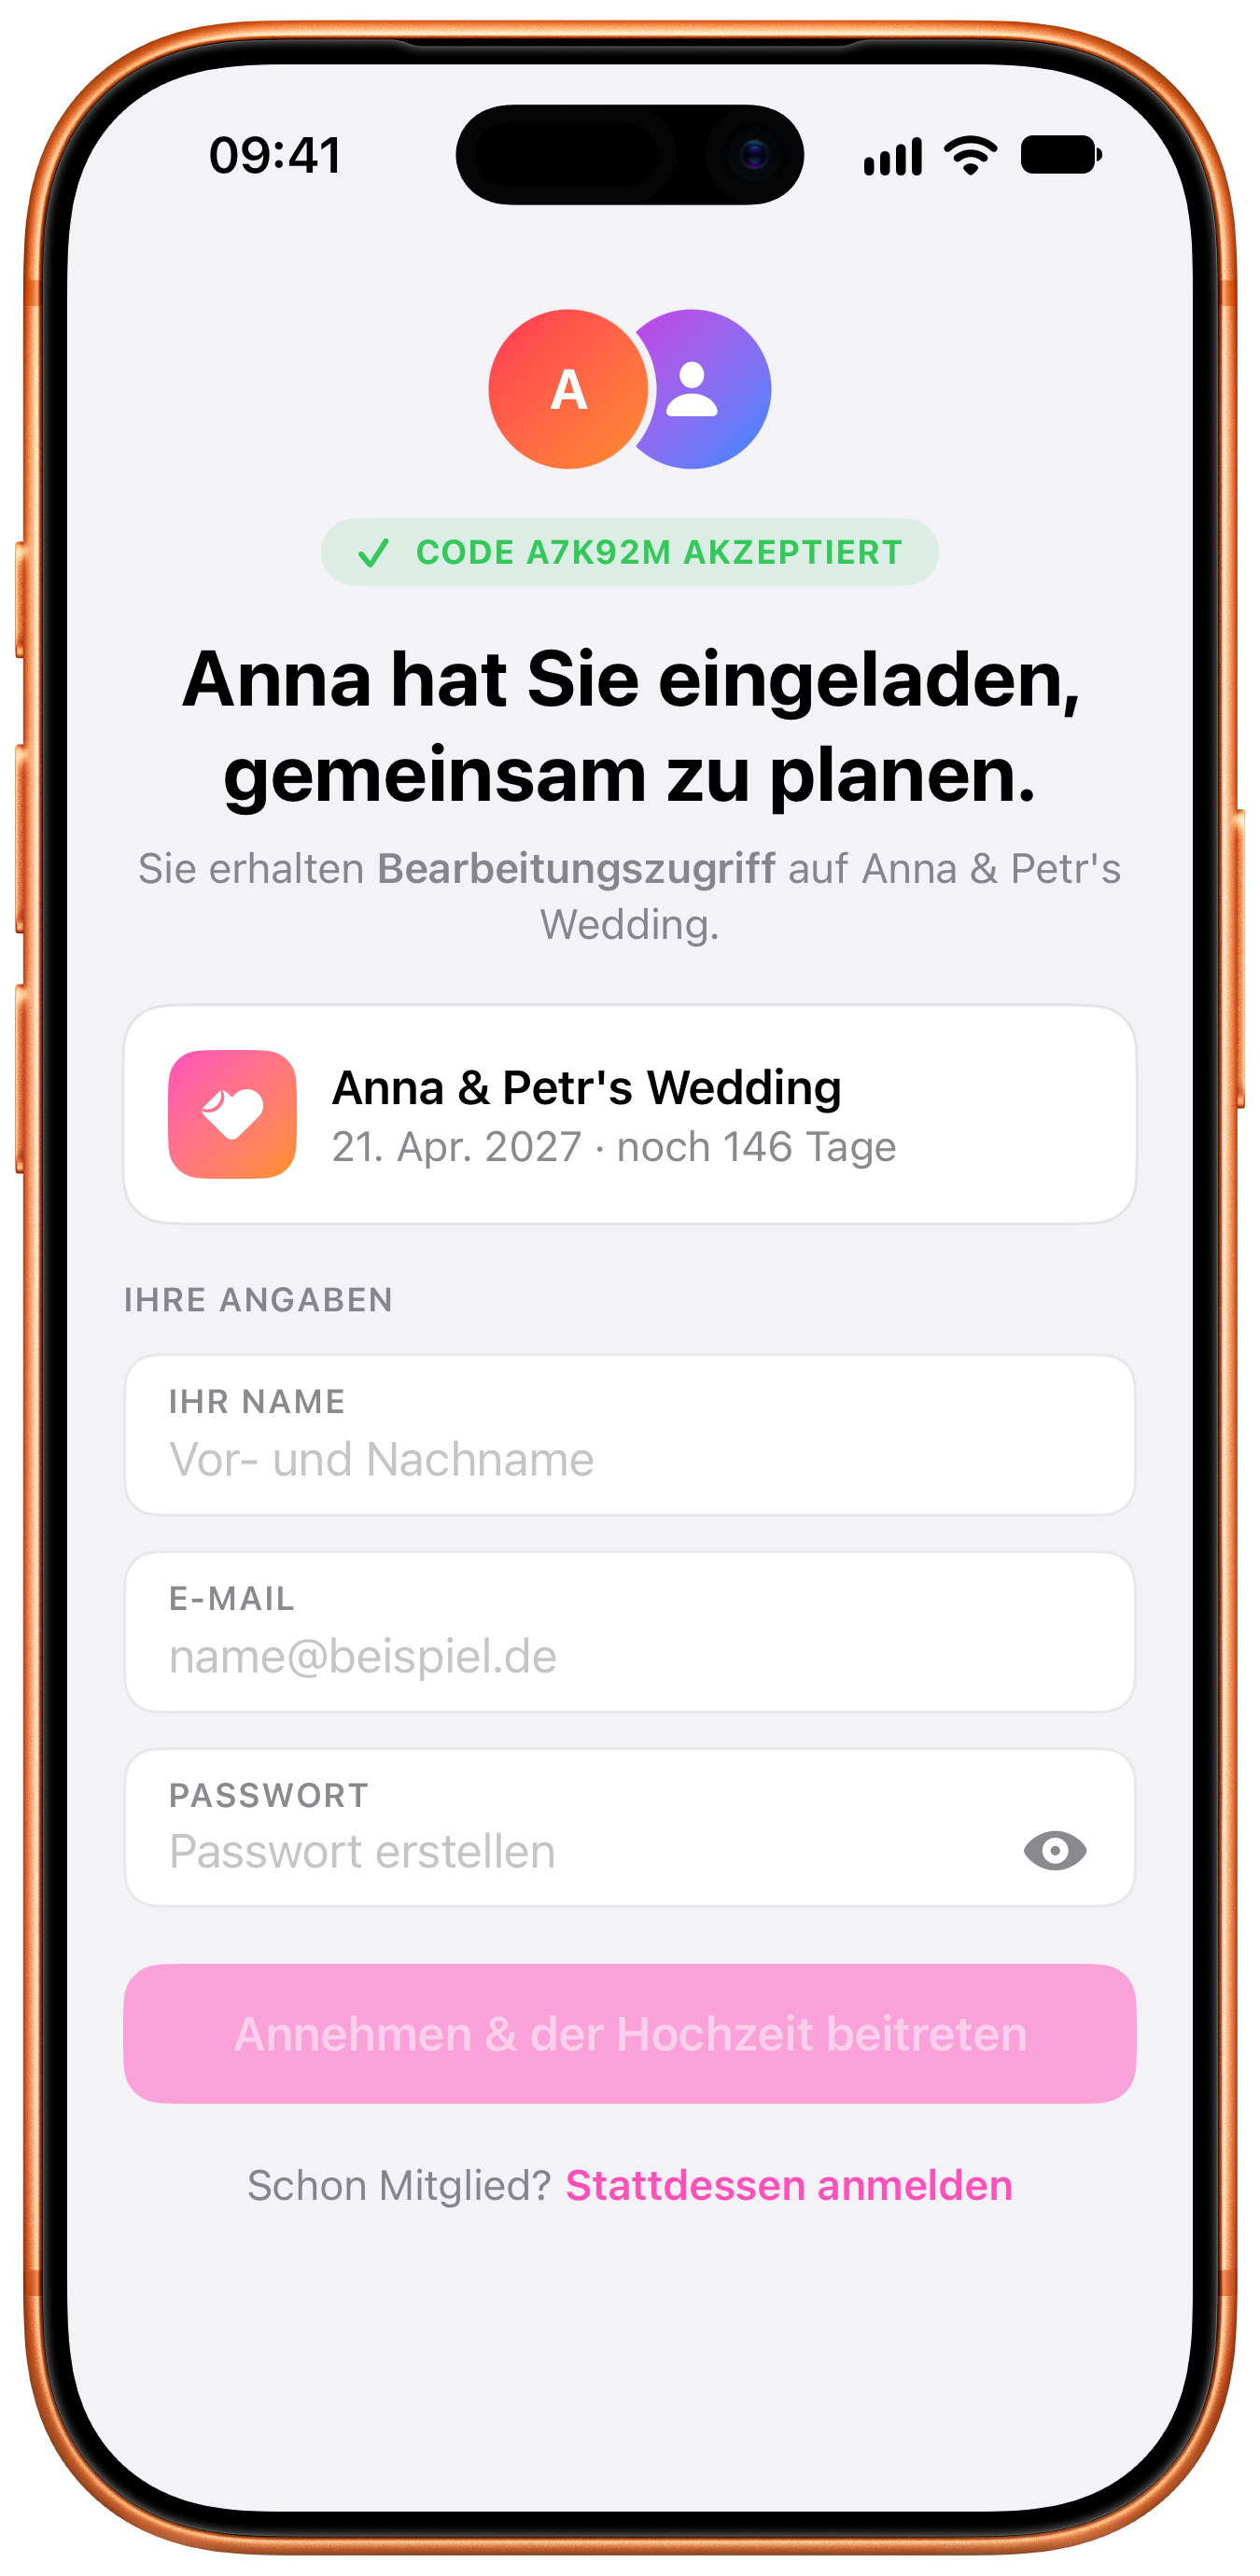 09:41
A
CODE A7K92M AKZEPTIERT
Anna hat Sie eingeladen,
gemeinsam zu planen.
Sie erhalten Bearbeitungszugriff auf Anna & Petr's
Wedding.
Anna & Petr's Wedding
21. Apr. 2027 · noch 146 Tage
IHRE ANGABEN
IHR NAME
Vor- und Nachname
E-MAIL
name@beispiel.de
PASSWORT
Passwort erstellen
Annehmen & der Hochzeit beitreten
Schon Mitglied? Stattdessen anmelden